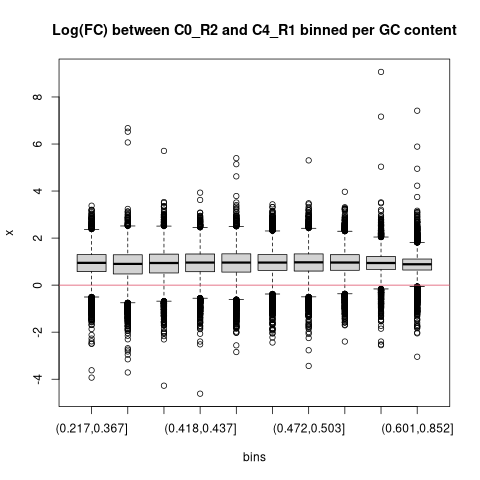 Log(FC) between C0_R2 and C4_R1 binned per GC content
8
6
4
2
0
-2
-4
x
(0.217,0.367] (0.418,0.437] (0.472,0.503] (0.601,0.852]
bins